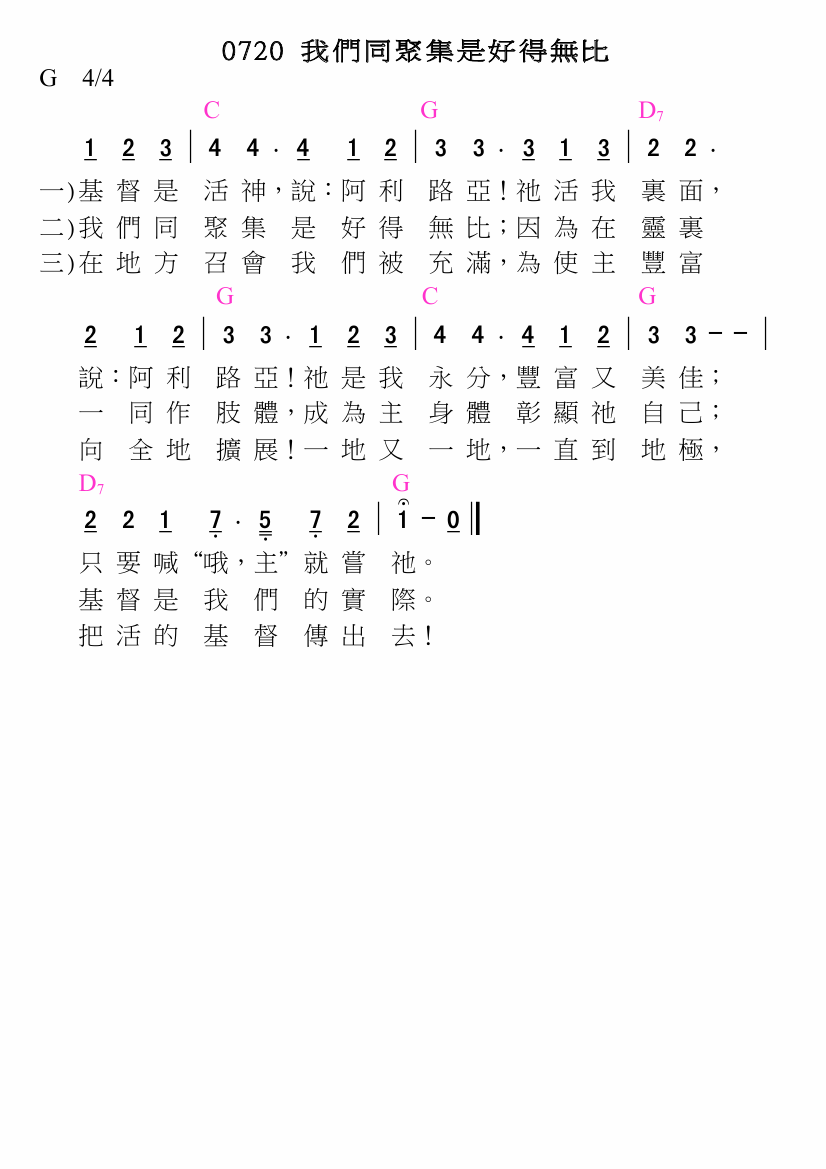 0720 我們同聚集是好得無比
G 4/4
C G D7
1 2 3 | 4 4 . 4 1 2 | 3 3 . 3 1 3 | 2 2 .
一)基督是 活神，說：阿利 路亞！祂活我 裏面，
二)我們同 聚集 是 好得 無比；因為在 靈裏
三)在地方 召會 我 們被 充滿，為使主 豐富
G C G
2 1 2 | 3 3 . 1 2 3 | 4 4 . 4 1 2 | 3 3 – – |
說：阿利 路亞！祂是我 永分，豐富又 美佳；
一 同作 肢體，成為主 身體 彰顯祂 自己；
向 全地 擴展！一地又 一地，一直到 地極，
D7 G
2 2 1 7 . 5 7 2 | 1 – 0 ||
只要喊“哦，主”就嘗 祂。
基督是 我 們 的實 際。
把活的 基 督 傳出 去！